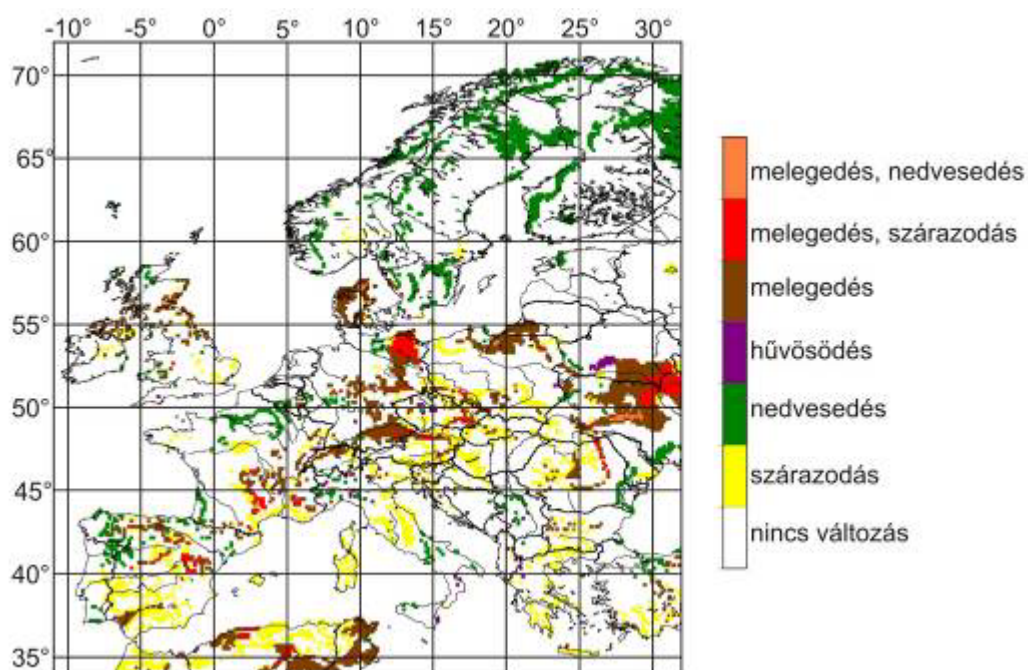 -10° -5° 0° 5° 10° 15° 20° 25° 30°
70°
65°
60°
55°
50°
45°
40°
35°
melegedés, nedvesedés
melegedés, szárazodás
melegedés
hűvösödés
nedvesedés
szárazodás
nincs változás